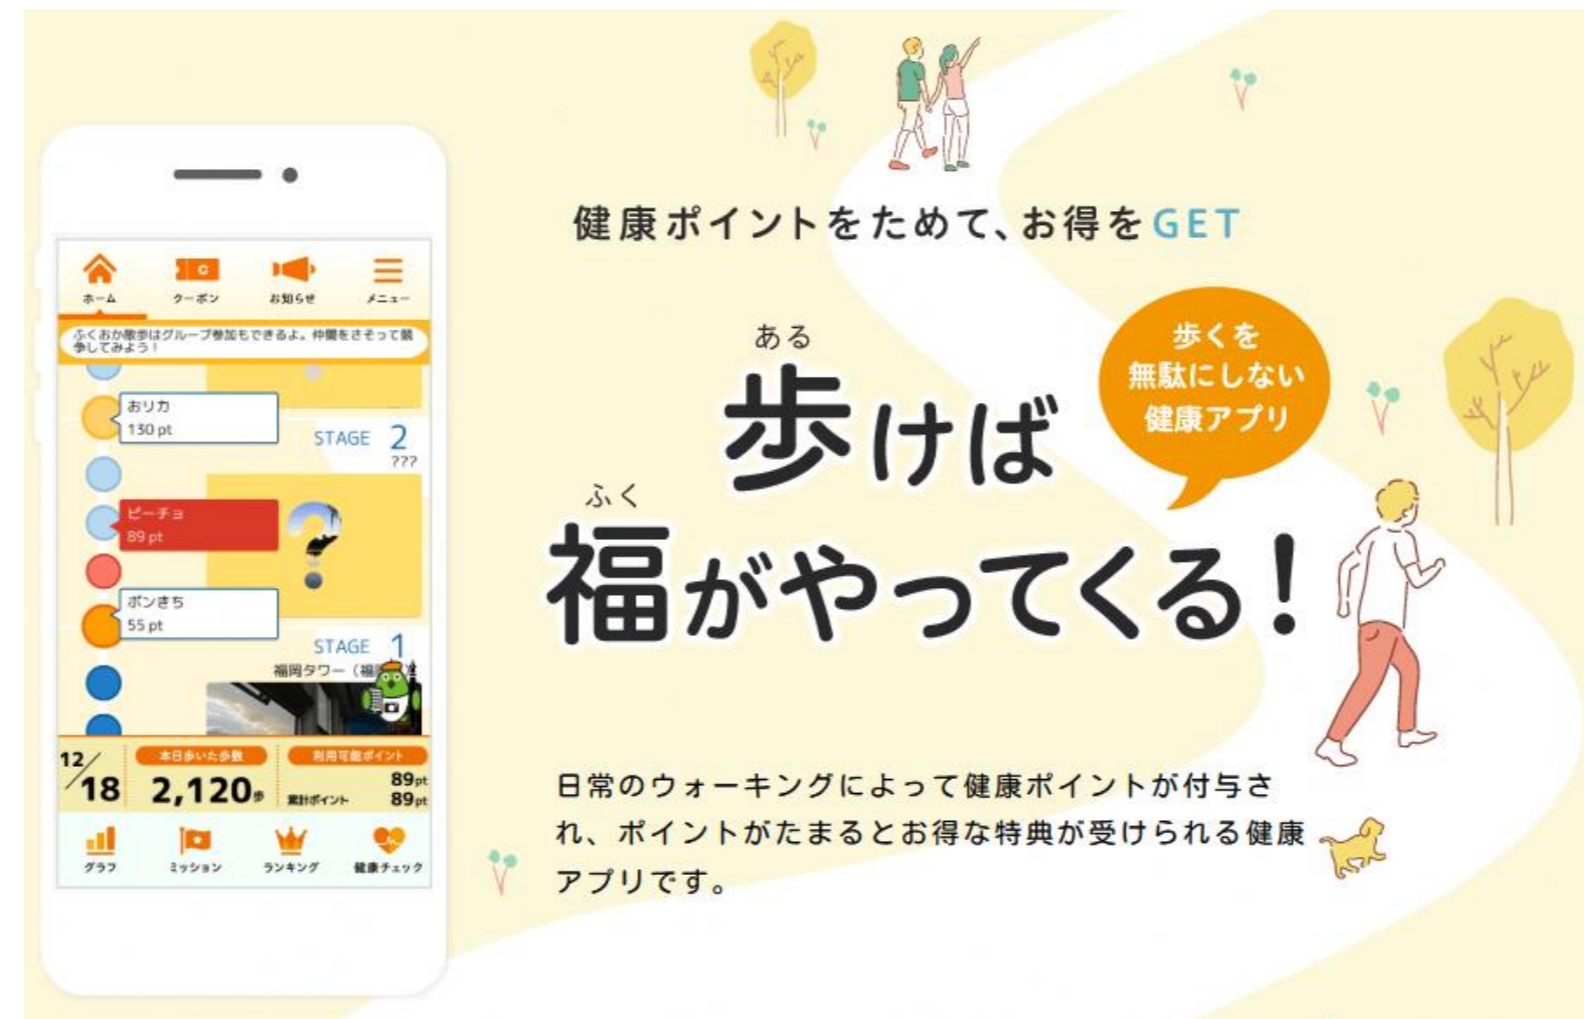 健康ポイントをためて、お得をGET
ある
歩けば
ふく
福がやってくる!
歩くを
無駄にしない
健康アプリ
日常のウォーキングによって健康ポイントが付与さ
れ、ポイントがたまるとお得な特典が受けられる健康
アプリです。
ホーム
クーポン
お知らせ
メニュー
ふくおか散歩はグループ参加もできるよ。仲間をさそって競
争してみよう!
おリカ
130 pt
STAGE 2
???
ピーチョ
89 pt
?
ポンきち
55 pt
STAGE 1
福岡タワー(福
12/18
本日歩いた歩数
2,120歩
利用可能ポイント
89pt
累計ポイント 89pt
グラフ
ミッション
ランキング
健康チェック